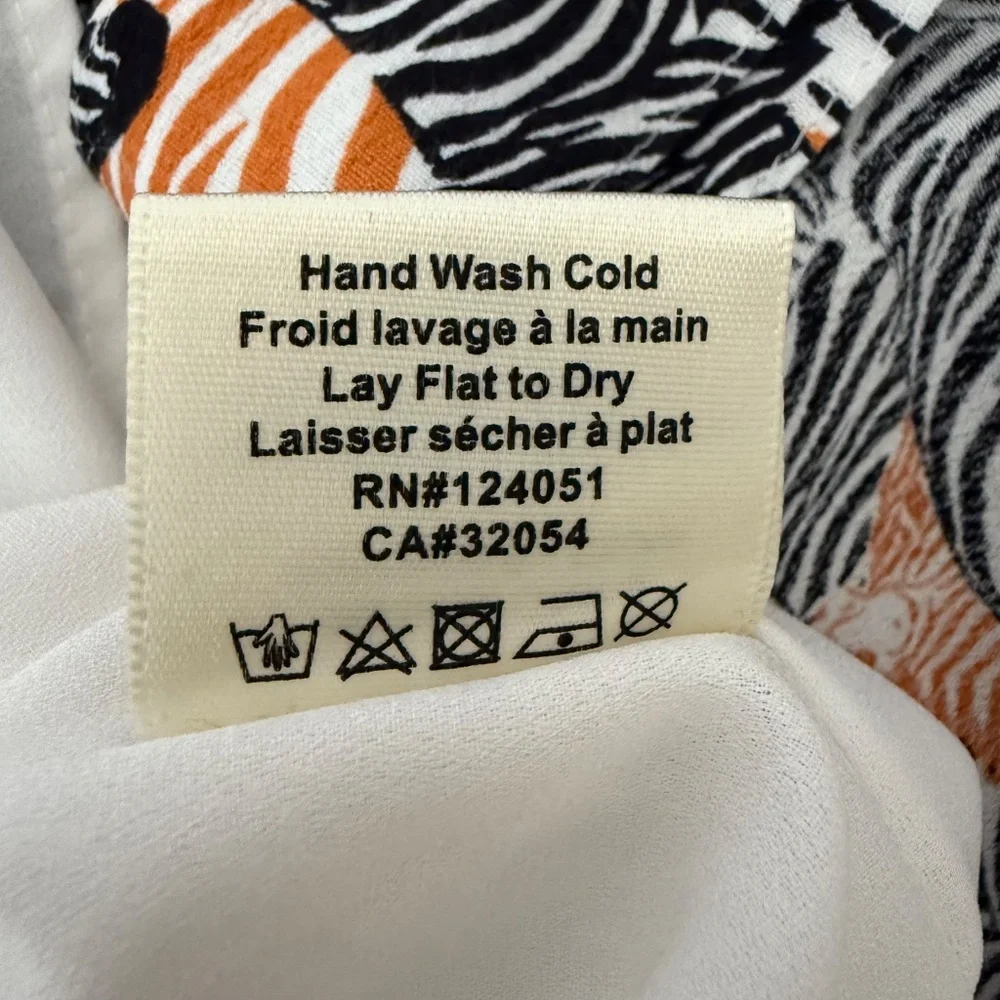 Hand Wash Cold
Froid lavage à la main
Lay Flat to Dry
Laisser sécher à plat
RN#124051
CA#32054